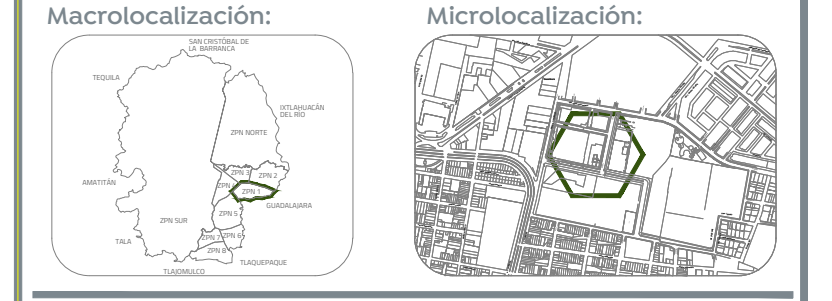 Macrolocalización:
Microlocalización:
SAN CRISTÓBAL DE
LA BARRANCA
TEQUILA
IXTLAHUACÁN
DEL RIO
ZPN NORTE
ZPN 3
ZPN 2
AMATITÁN
ZPN 4
ZPN 1
GUADALAJARA
ZPN SUR
ZPN 5
TALA
ZPN 7
ZPN 6
ZPN 8
TLAQUEPAQUE
TLAJOMULCO